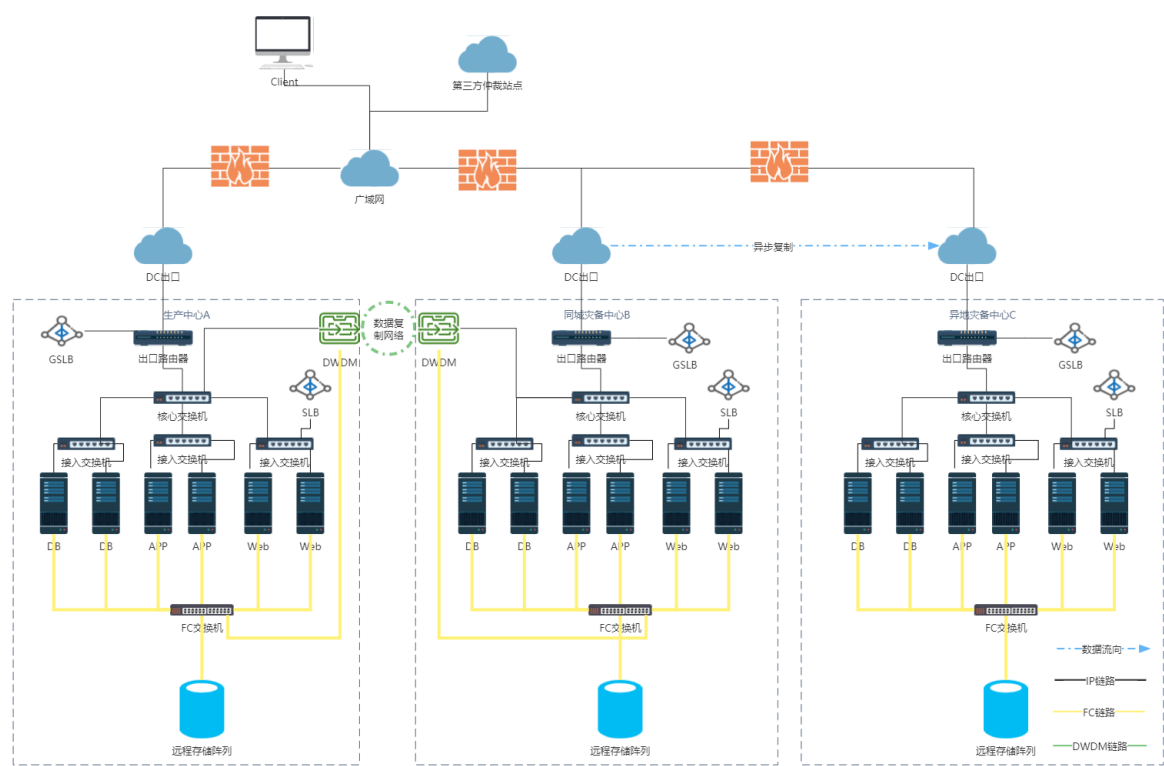 Client
第三方仲裁站点
广域网
DC出口
DC出口
异步复制
DC出口
生产中心A
同城灾备中心B
异地灾备中心C
数据复
制网络
GSLB
出口路由器
DWDM
DWDM
出口路由器
GSLB
出口路由器
GSLB
核心交换机
SLB
核心交换机
SLB
核心交换机
SLB
接入交换机
接入交换机
接入交换机
接入交换机
接入交换机
接入交换机
接入交换机
接入交换机
接入交换机
DB
DB
APP
APP
Web
Web
DB
DB
APP
APP
Web
Web
DB
DB
APP
APP
Web
Web
FC交换机
FC交换机
FC交换机
数据流向
IP链路
FC链路
DWDM链路
远程存储阵列
远程存储阵列
远程存储阵列